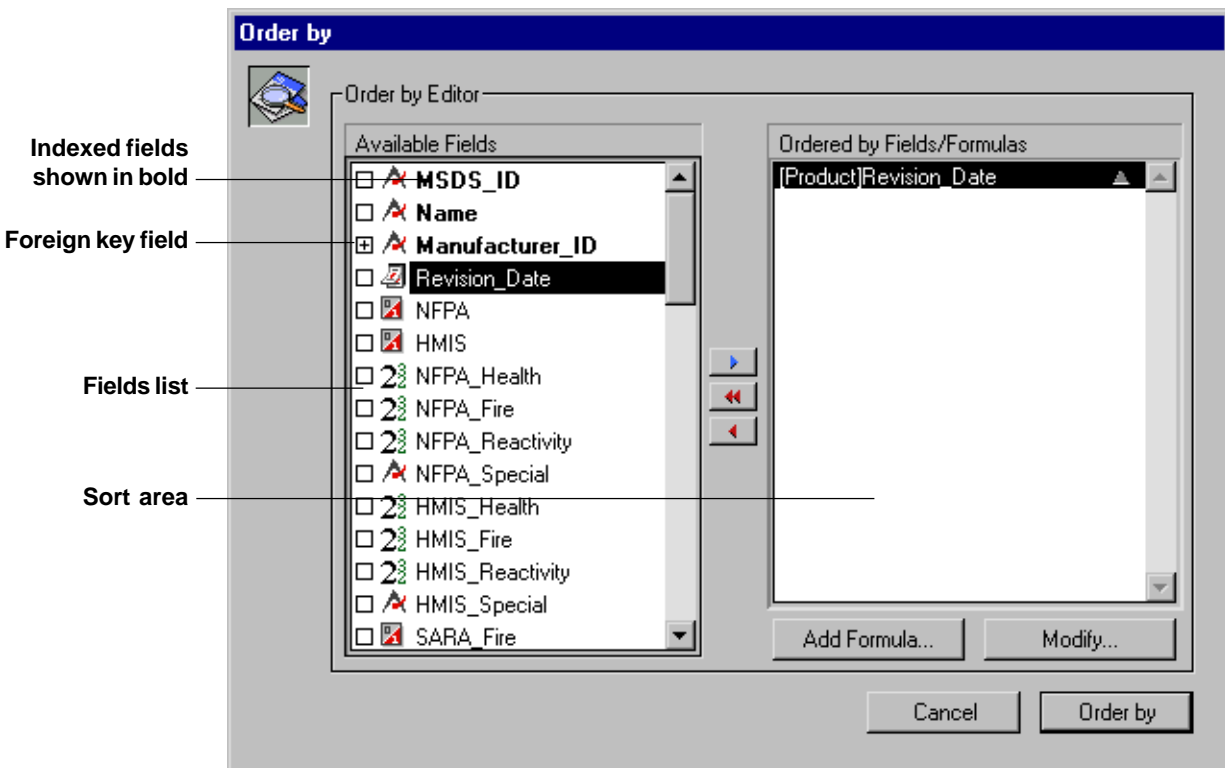 Order by
Order by Editor
Indexed fields
shown in bold
Foreign key field
Fields list
Sort area
Available Fields
MSDS_ID
Name
Manufacturer_ID
Revision_Date
NFPA
HMIS
NFPA_Health
NFPA_Fire
NFPA_Reactivity
NFPA_Special
HMIS_Health
HMIS_Fire
HMIS_Reactivity
HMIS_Special
SARA_Fire
Ordered by Fields/Formulas
[Product]Revision_Date
Add Formula...
Modify...
Cancel
Order by